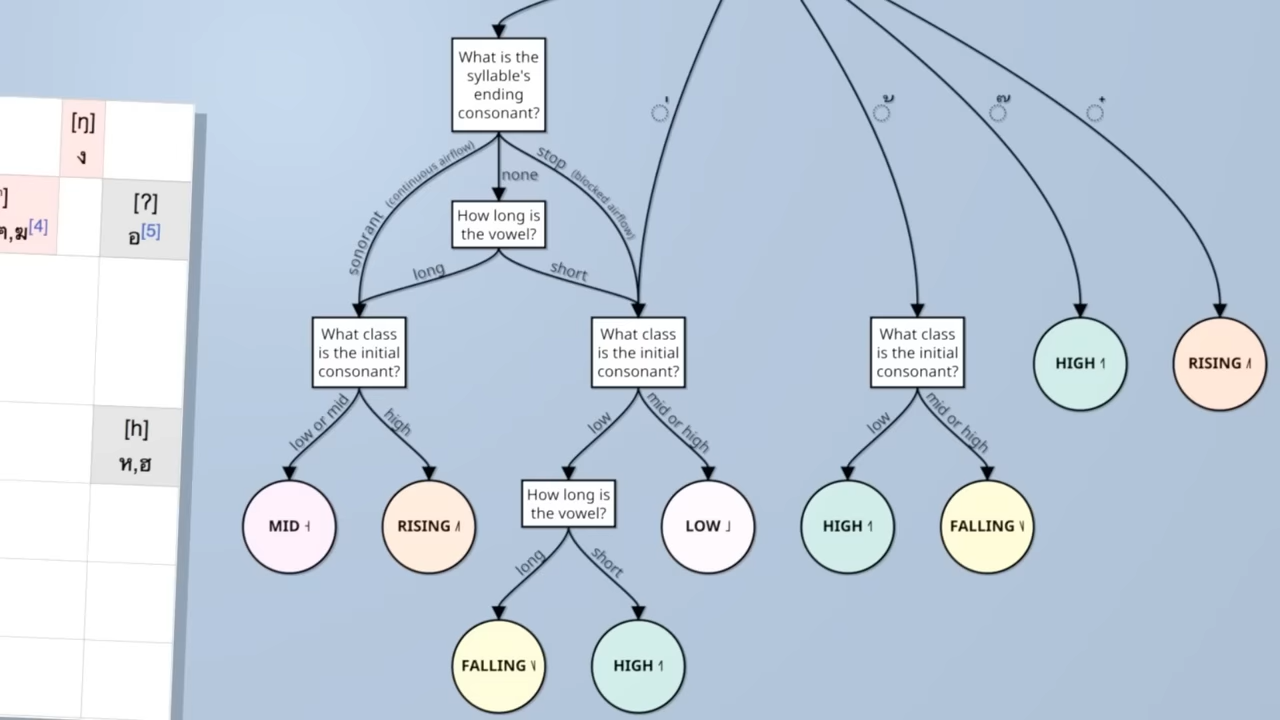 What is the
syllable's
ending
consonant?
[ŋ]
ง
[ʔ]
ฅ,ฆ[4]
อ[5]
[h]
ห,ฮ
sonorant (continuous airflow)
none
stop (blocked airflow)
◌่
◌้
◌๊
◌๋
How long is
the vowel?
long
short
What class
is the initial
consonant?
What class
is the initial
consonant?
What class
is the initial
consonant?
HIGH ˦
RISING ˩˥
low or mid
high
low
mid or high
low
mid or high
MID ˧
RISING ˩˥
How long is
the vowel?
LOW ˩
HIGH ˦
FALLING ˥˩
long
short
FALLING ˥˩
HIGH ˦